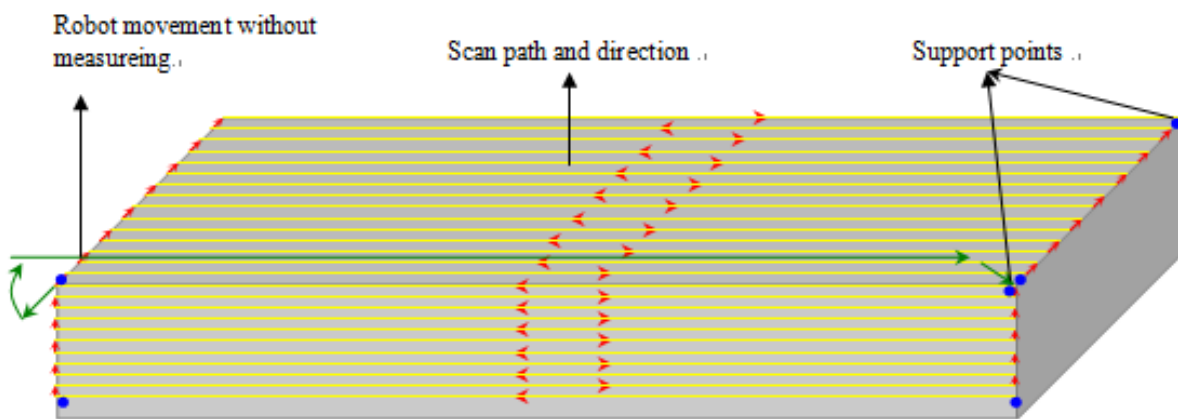 Robot movement without
measureing.
Scan path and direction .
Support points .